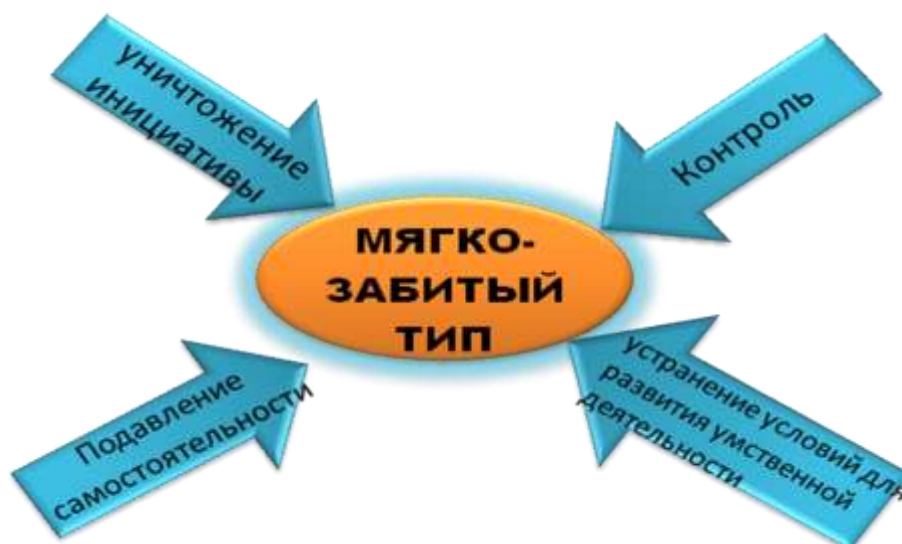 уничтожение
инициативы
Контроль
МЯГКО-
ЗАБИТЫЙ
ТИП
Подавление
самостоятельности
устранение условий для
развития умственной
деятельности